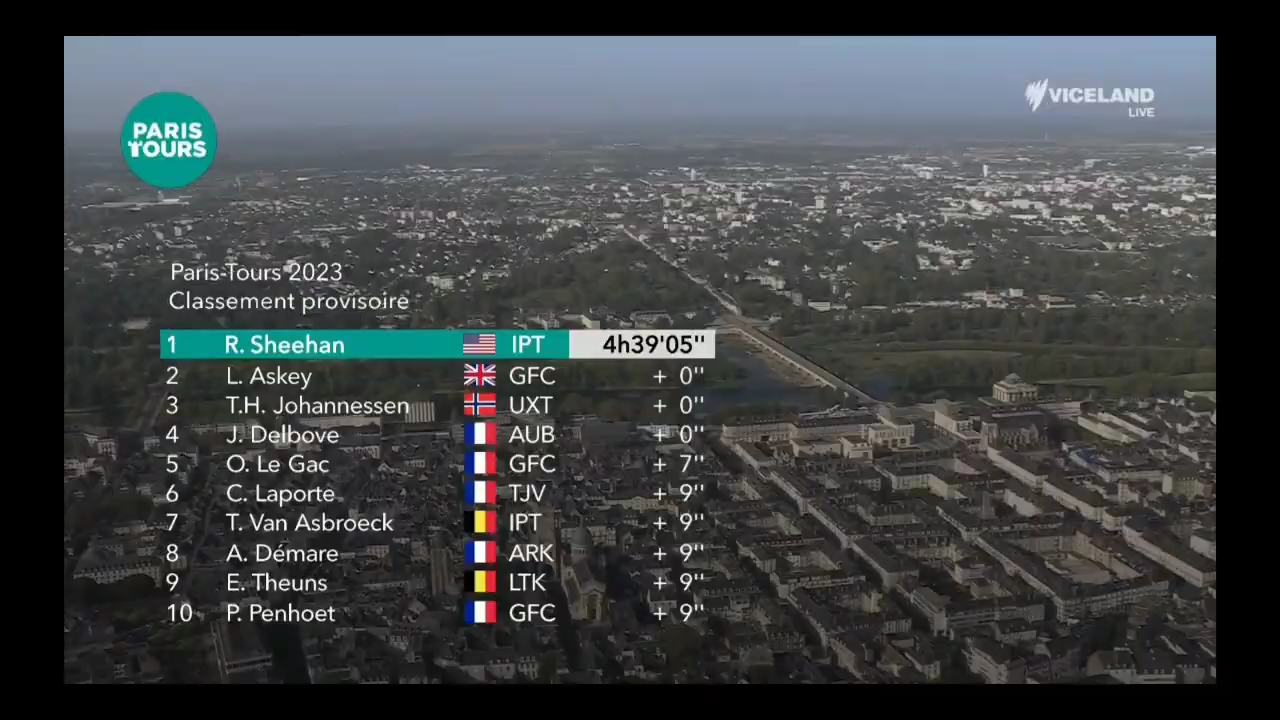 PARIS
TOURS
VICELAND
LIVE
Paris-Tours 2023
Classement provisoire
1 R. Sheehan IPT 4h39'05''
2 L. Askey GFC + 0''
3 T.H. Johannessen UXT + 0''
4 J. Delbove AUB + 0''
5 O. Le Gac GFC + 7''
6 C. Laporte TJV + 9''
7 T. Van Asbroeck IPT + 9''
8 A. Démare ARK + 9''
9 E. Theuns LTK + 9''
10 P. Penhoet GFC + 9''